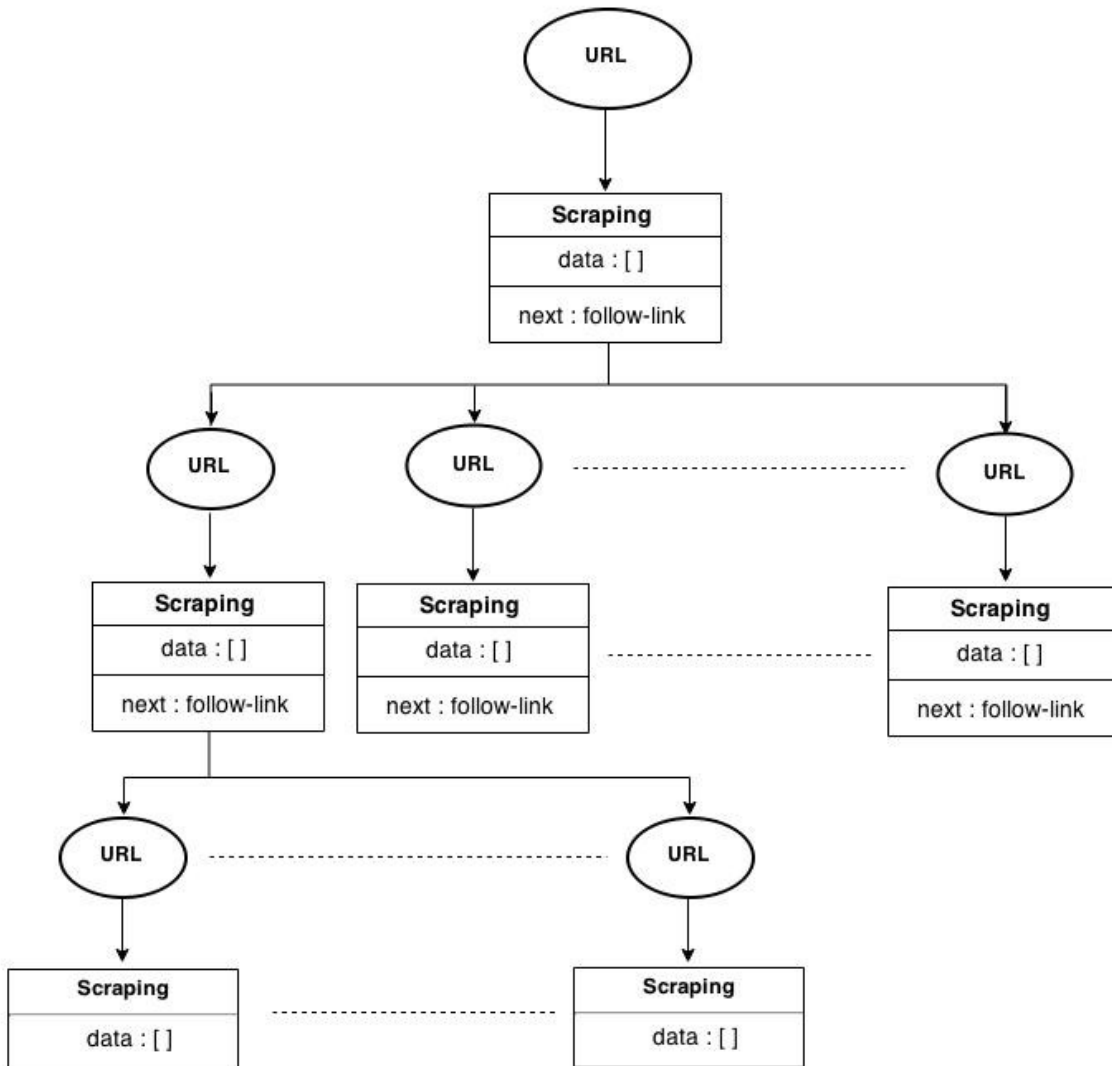 URL
Scraping
data : [ ]
next : follow-link
URL
URL
URL
Scraping
data : [ ]
next : follow-link
Scraping
data : [ ]
next : follow-link
Scraping
data : [ ]
next : follow-link
URL
URL
Scraping
data : [ ]
Scraping
data : [ ]